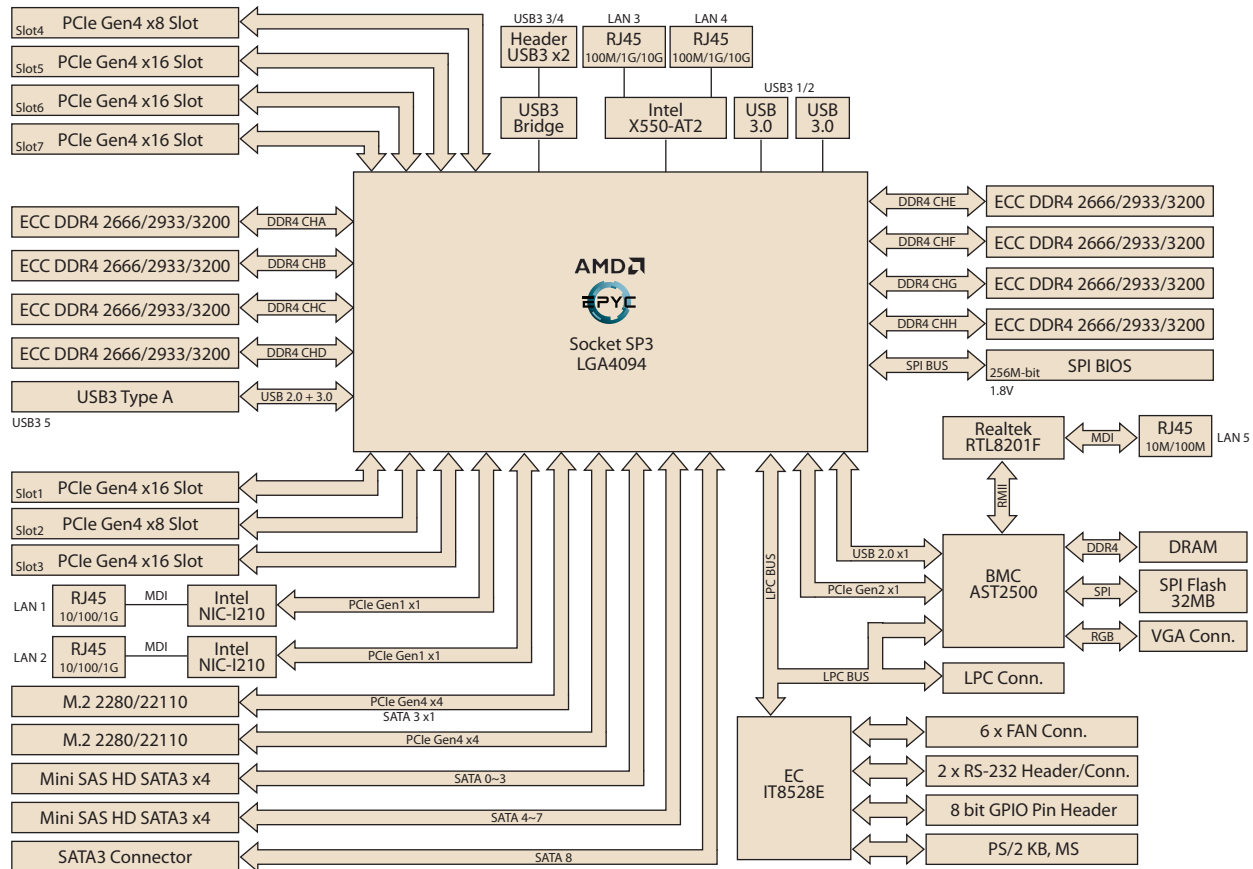 Slot4 PCIe Gen4 x8 Slot
Slot5 PCIe Gen4 x16 Slot
Slot6 PCIe Gen4 x16 Slot
Slot7 PCIe Gen4 x16 Slot
USB3 3/4
Header
USB3 x2
USB3
Bridge
LAN 3
RJ45
100M/1G/10G
LAN 4
RJ45
100M/1G/10G
Intel
X550-AT2
USB3 1/2
USB
3.0
USB
3.0
ECC DDR4 2666/2933/3200
DDR4 CHA
ECC DDR4 2666/2933/3200
DDR4 CHB
ECC DDR4 2666/2933/3200
DDR4 CHC
ECC DDR4 2666/2933/3200
DDR4 CHD
USB3 Type A
USB 2.0 + 3.0
USB3 5
AMD
EPYC
Socket SP3
LGA4094
DDR4 CHE
ECC DDR4 2666/2933/3200
DDR4 CHF
ECC DDR4 2666/2933/3200
DDR4 CHG
ECC DDR4 2666/2933/3200
DDR4 CHH
ECC DDR4 2666/2933/3200
SPI BUS
256M-bit SPI BIOS
1.8V
Realtek
RTL8201F
MDI
RJ45
10M/100M
LAN 5
RMII
Slot1 PCIe Gen4 x16 Slot
Slot2 PCIe Gen4 x8 Slot
Slot3 PCIe Gen4 x16 Slot
LAN 1
RJ45
10/100/1G
MDI
Intel
NIC-I210
PCIe Gen1 x1
LAN 2
RJ45
10/100/1G
MDI
Intel
NIC-I210
PCIe Gen1 x1
M.2 2280/22110
PCIe Gen4 x4
SATA 3 x1
M.2 2280/22110
PCIe Gen4 x4
Mini SAS HD SATA3 x4
SATA 0~3
Mini SAS HD SATA3 x4
SATA 4~7
SATA3 Connector
SATA 8
LPC BUS
USB 2.0 x1
PCIe Gen2 x1
BMC
AST2500
DDR4
DRAM
SPI
SPI Flash
32MB
RGB
VGA Conn.
LPC BUS
LPC Conn.
EC
IT8528E
6 x FAN Conn.
2 x RS-232 Header/Conn.
8 bit GPIO Pin Header
PS/2 KB, MS